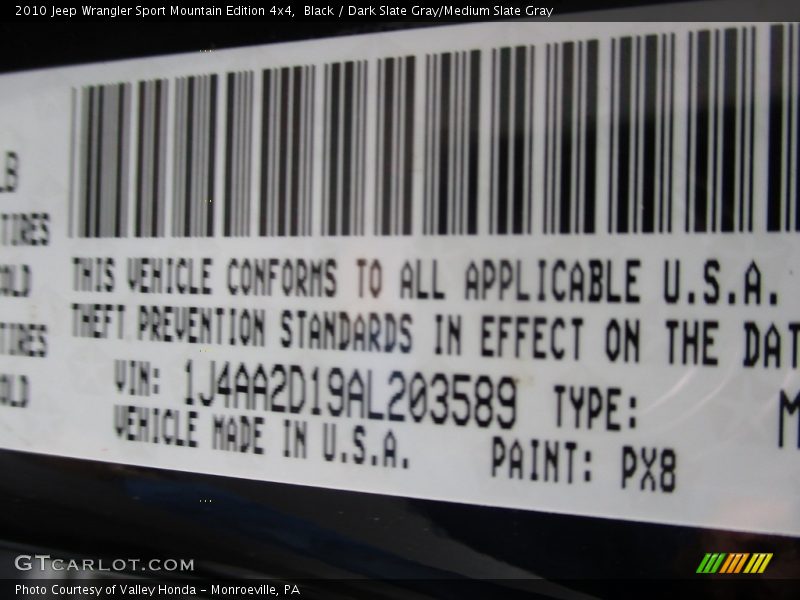 2010 Jeep Wrangler Sport Mountain Edition 4x4,  Black / Dark Slate Gray/Medium Slate Gray
LB
TIRES
OLD
TIRES
OLD
THIS VEHICLE CONFORMS TO ALL APPLICABLE U.S.A.
THEFT PREVENTION STANDARDS IN EFFECT ON THE DAT
VIN: 1J4AA2D19AL203589 TYPE: M
VEHICLE MADE IN U.S.A. PAINT: PX8
GTCARLOT.COM
Photo Courtesy of Valley Honda - Monroeville, PA